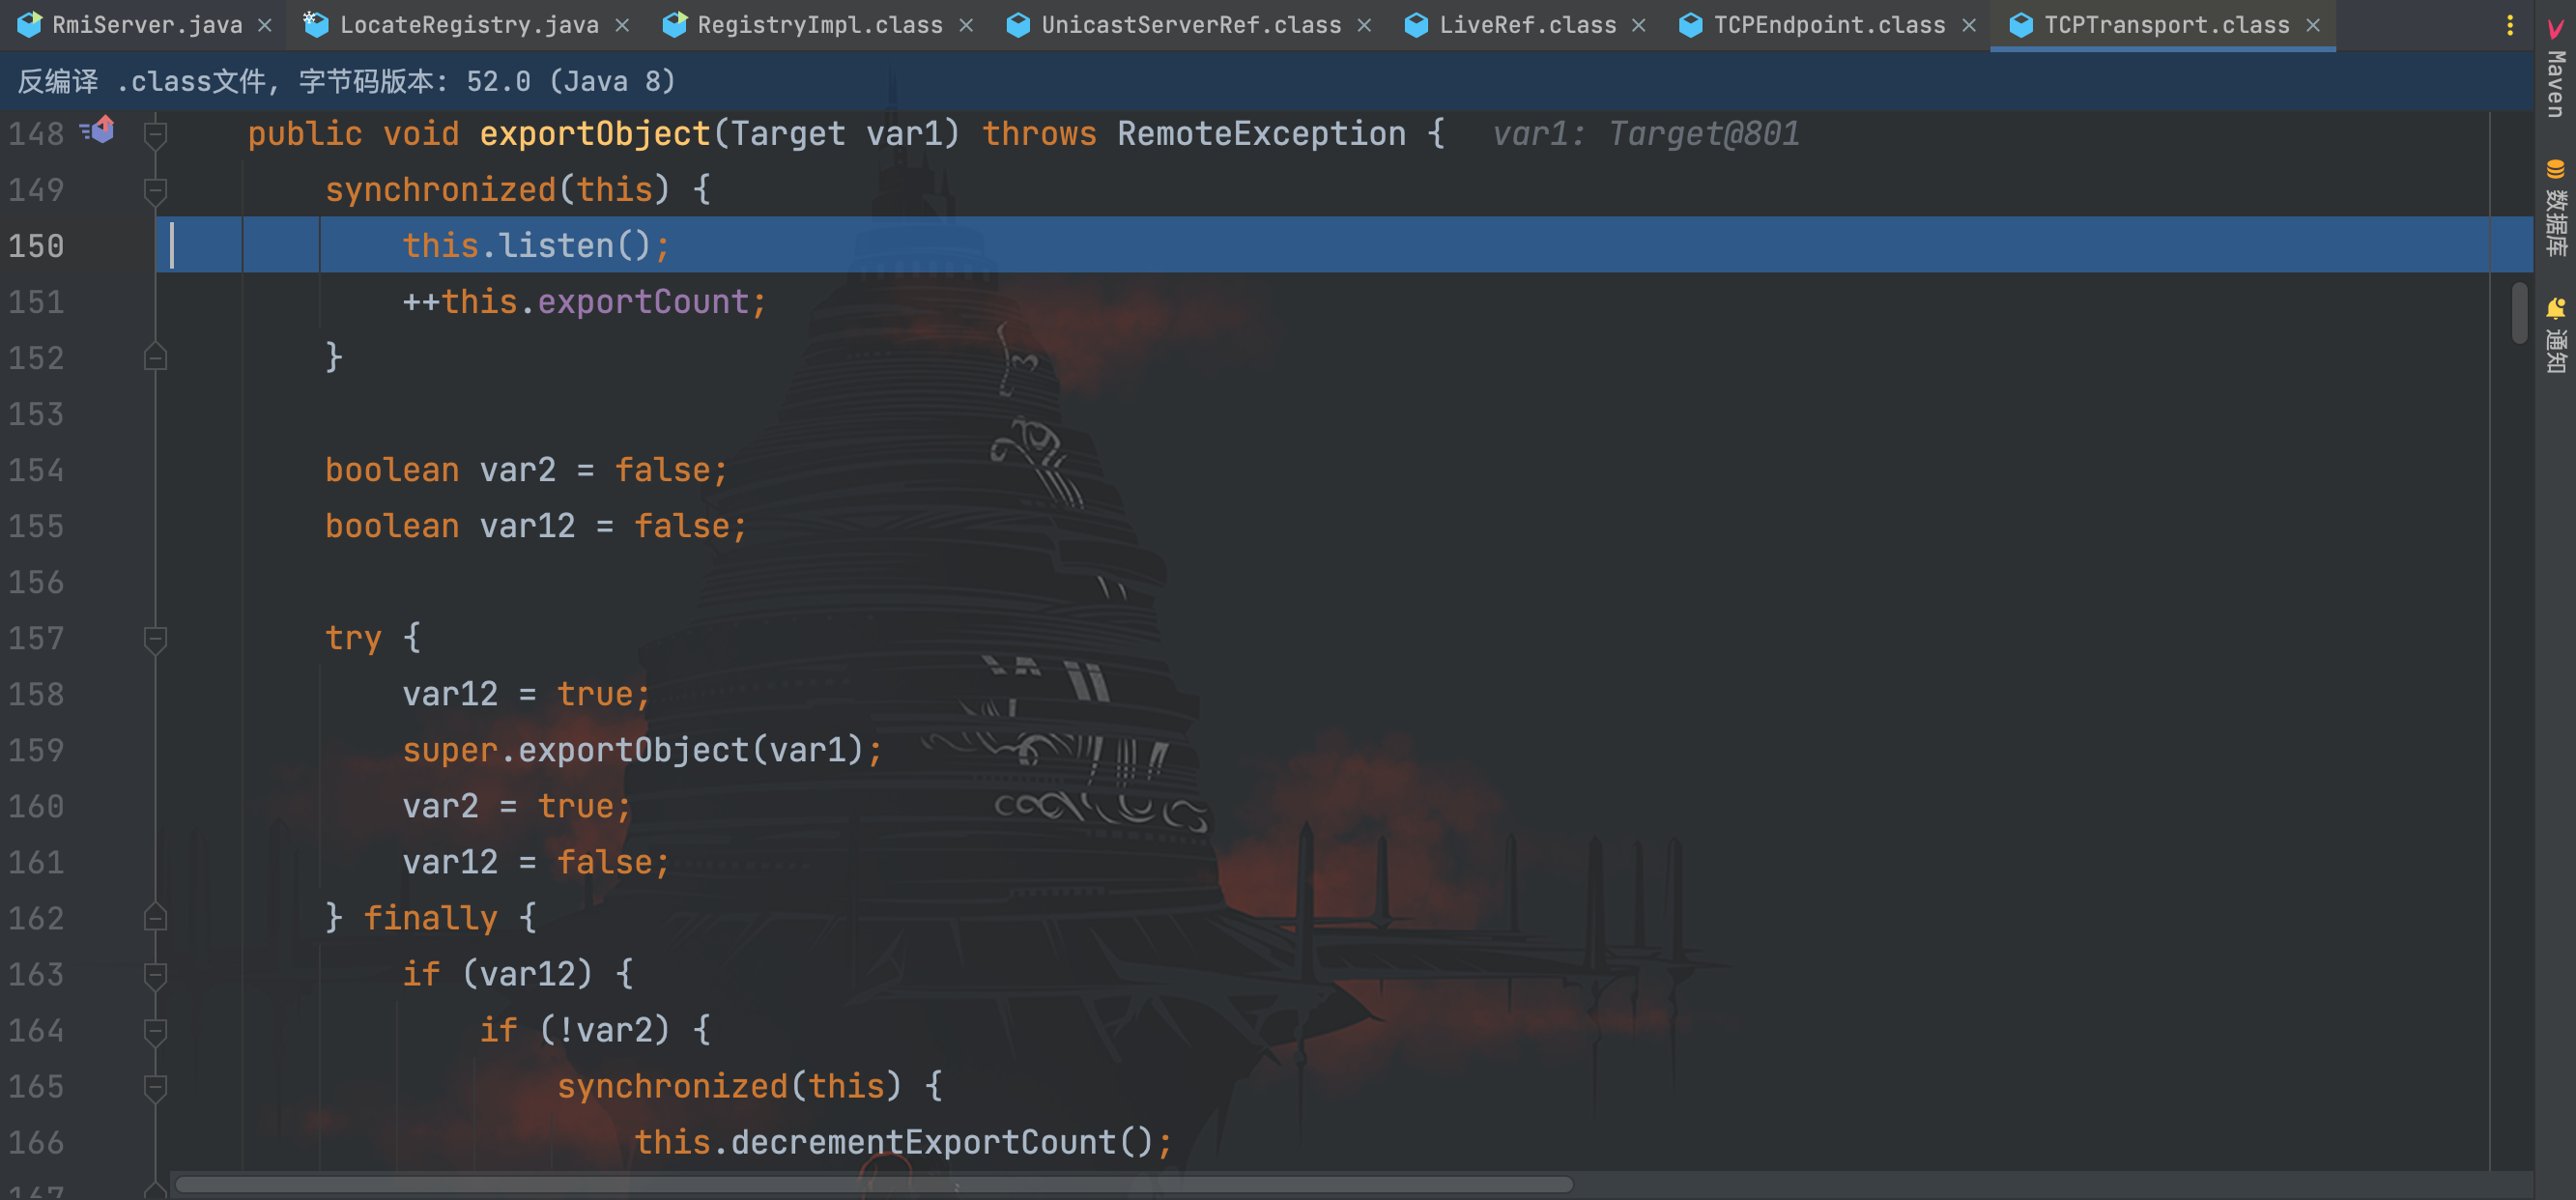 RmiServer.java LocateRegistry.java RegistryImpl.class UnicastServerRef.class LiveRef.class TCPEndpoint.class TCPTransport.class
反编译 .class文件, 字节码版本: 52.0 (Java 8)
148 public void exportObject(Target var1) throws RemoteException { var1: Target@801
149 synchronized(this) {
150 this.listen();
151 ++this.exportCount;
152 }
153
154 boolean var2 = false;
155 boolean var12 = false;
156
157 try {
158 var12 = true;
159 super.exportObject(var1);
160 var2 = true;
161 var12 = false;
162 } finally {
163 if (var12) {
164 if (!var2) {
165 synchronized(this) {
166 this.decrementExportCount();
167
Maven
数据库
通知